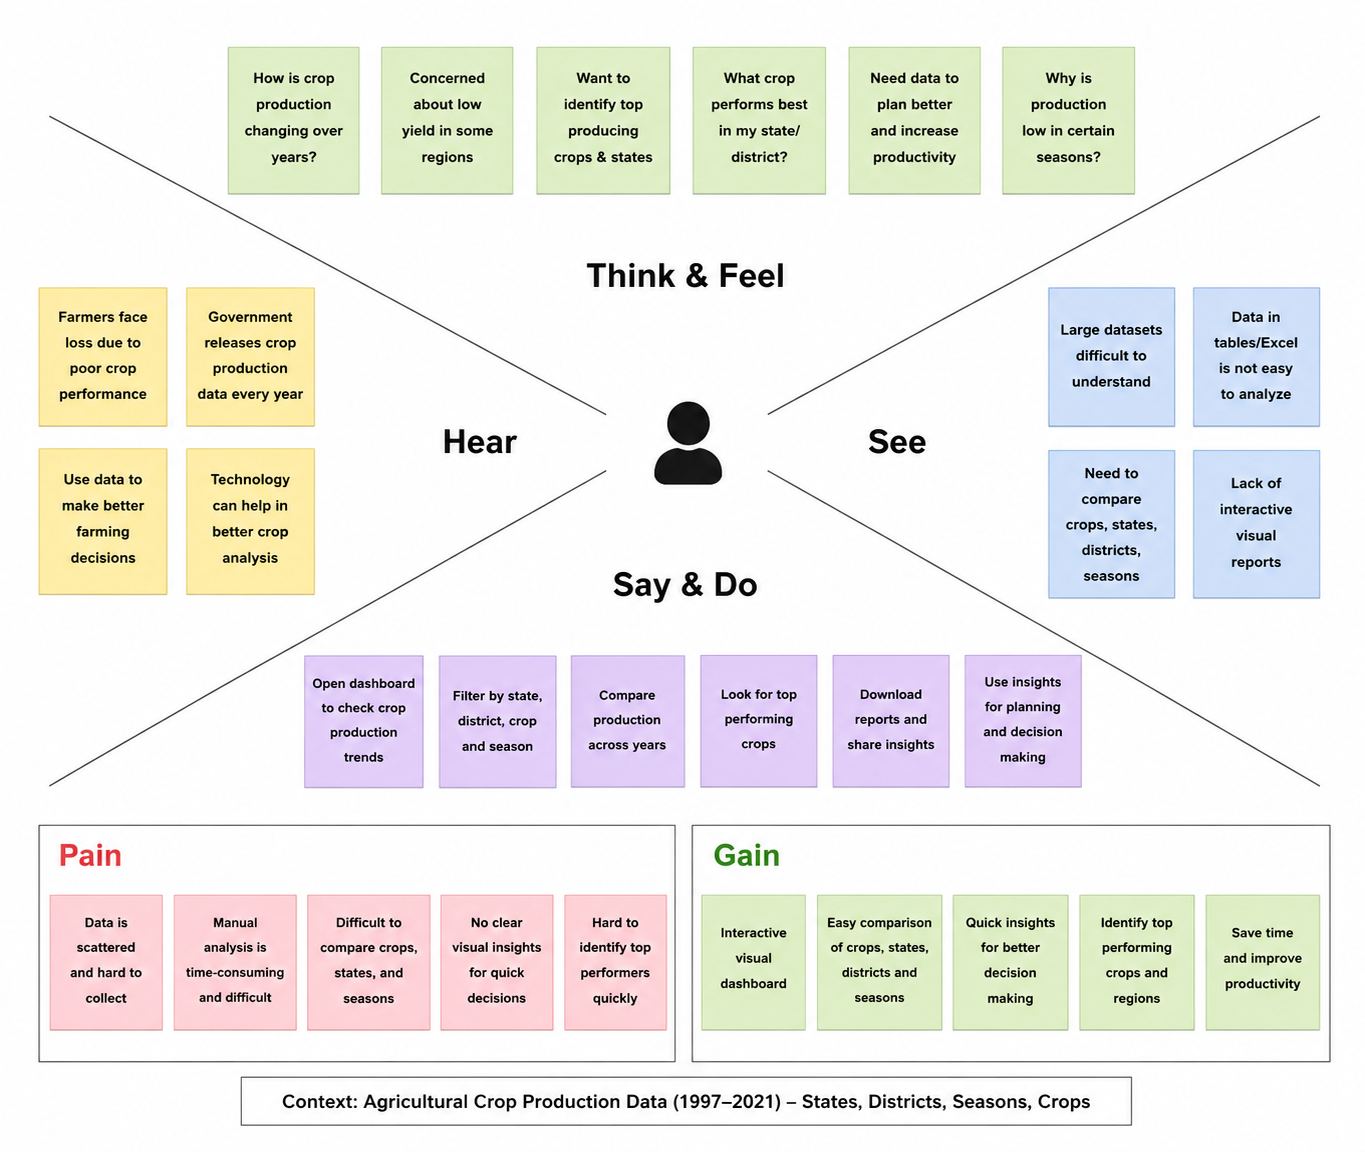 How is crop
production
changing over
years?
Concerned
about low
yield in some
regions
Want to
identify top
producing
crops & states
What crop
performs best
in my state/
district?
Need data to
plan better
and increase
productivity
Why is
production
low in certain
seasons?
Think & Feel
Farmers face
loss due to
poor crop
performance
Government
releases crop
production
data every year
Use data to
make better
farming
decisions
Technology
can help in
better crop
analysis
Hear
See
Large datasets
difficult to
understand
Data in
tables/Excel
is not easy
to analyze
Need to
compare
crops, states,
districts,
seasons
Lack of
interactive
visual
reports
Say & Do
Open dashboard
to check crop
production
trends
Filter by state,
district, crop
and season
Compare
production
across years
Look for top
performing
crops
Download
reports and
share insights
Use insights
for planning
and decision
making
Pain
Data is
scattered
and hard to
collect
Manual
analysis is
time-consuming
and difficult
Difficult to
compare crops,
states, and
seasons
No clear
visual insights
for quick
decisions
Hard to
identify top
performers
quickly
Gain
Interactive
visual
dashboard
Easy comparison
of crops, states,
districts and
seasons
Quick insights
for better
decision
making
Identify top
performing
crops and
regions
Save time
and improve
productivity
Context: Agricultural Crop Production Data (1997–2021) – States, Districts, Seasons, Crops